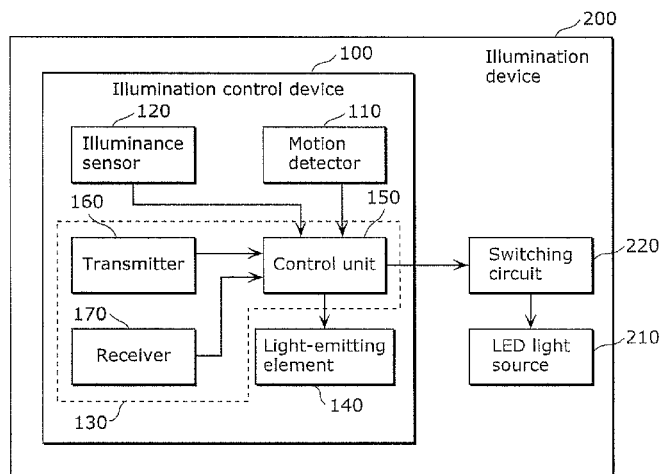 200
Illumination
device
100
Illumination control device
120
110
Illuminance
sensor
Motion
detector
160
150
Transmitter
Control unit
Switching
circuit
220
170
Receiver
Light-emitting
element
LED light
source
210
130
140